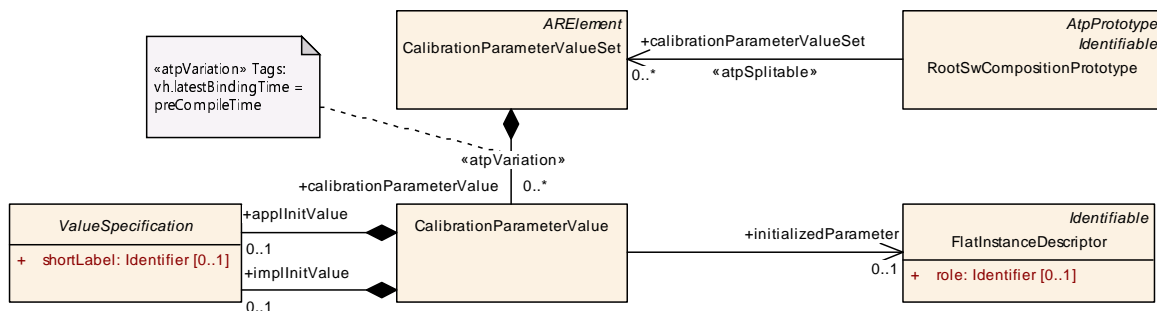 ARElement
CalibrationParameterValueSet
AtpPrototype
Identifiable
RootSwCompositionPrototype
+calibrationParameterValueSet
0..*
«atpSplitable»
«atpVariation» Tags:
vh.latestBindingTime =
preCompileTime
«atpVariation»
+calibrationParameterValue
0..*
ValueSpecification
+ shortLabel: Identifier [0..1]
+applInitValue
0..1
+implInitValue
0..1
CalibrationParameterValue
+initializedParameter
0..1
Identifiable
FlatInstanceDescriptor
+ role: Identifier [0..1]